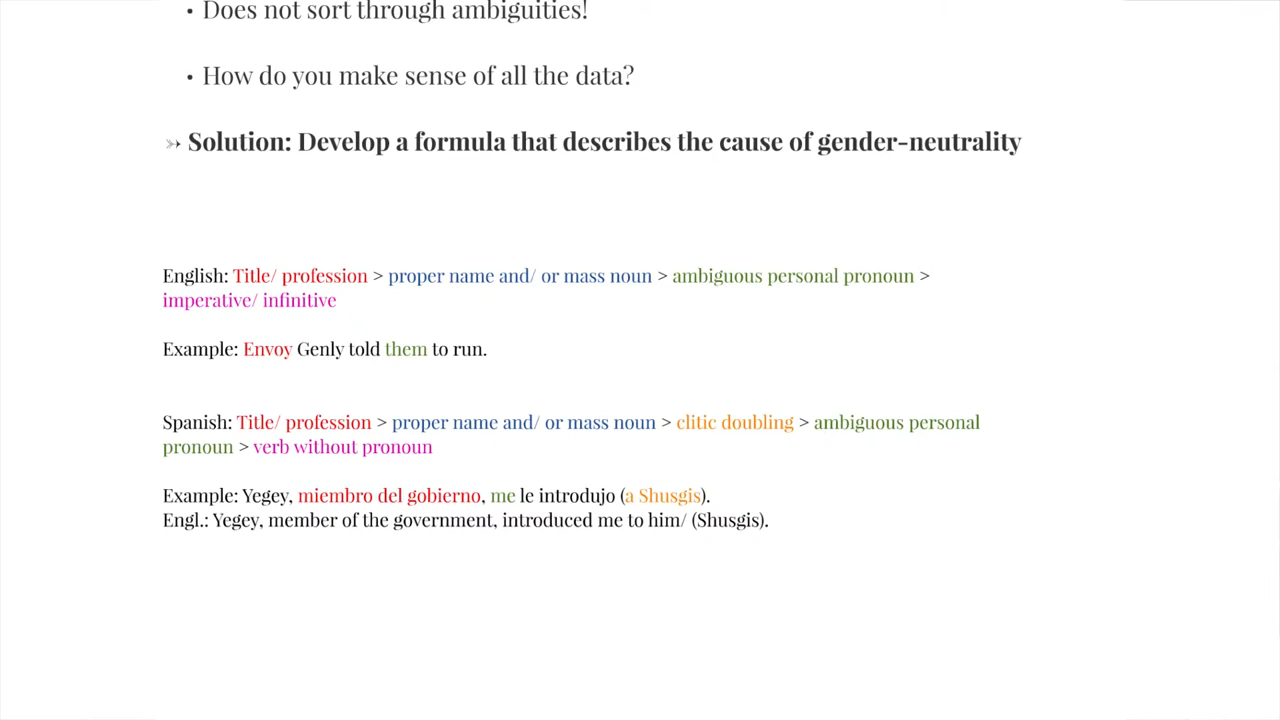 • Does not sort through ambiguities!
• How do you make sense of all the data?
➳ Solution: Develop a formula that describes the cause of gender-neutrality
English: Title/ profession > proper name and/ or mass noun > ambiguous personal pronoun >
imperative/ infinitive
Example: Envoy Genly told them to run.
Spanish: Title/ profession > proper name and/ or mass noun > clitic doubling > ambiguous personal
pronoun > verb without pronoun
Example: Yegey, miembro del gobierno, me le introdujo (a Shusgis).
Engl.: Yegey, member of the government, introduced me to him/ (Shusgis).